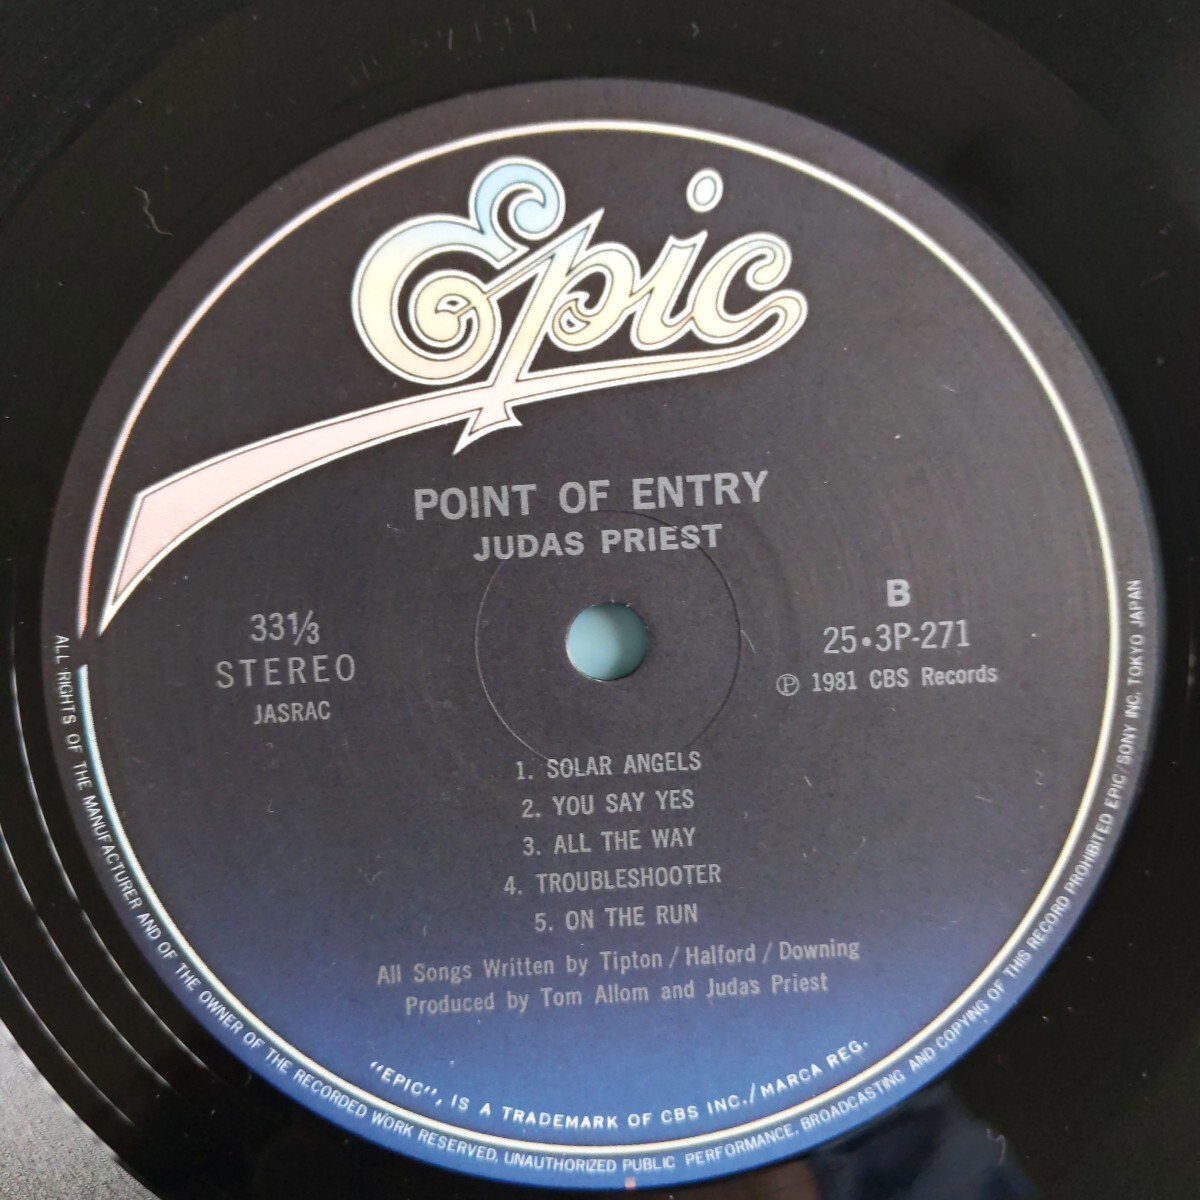 Epic
POINT OF ENTRY
JUDAS PRIEST
33⅓
STEREO
JASRAC
B
25・3P-271
Ⓟ 1981 CBS Records
1. SOLAR ANGELS
2. YOU SAY YES
3. ALL THE WAY
4. TROUBLESHOOTER
5. ON THE RUN
All Songs Written by Tipton / Halford / Downing
Produced by Tom Allom and Judas Priest
"EPIC", IS A TRADEMARK OF CBS INC./MARCA REG.
ALL RIGHTS OF THE MANUFACTURER AND OF THE OWNER OF THE RECORDED WORK RESERVED. UNAUTHORIZED PUBLIC PERFORMANCE, BROADCASTING AND COPYING OF THIS RECORD PROHIBITED EPIC/SONY INC. TOKYO JAPAN